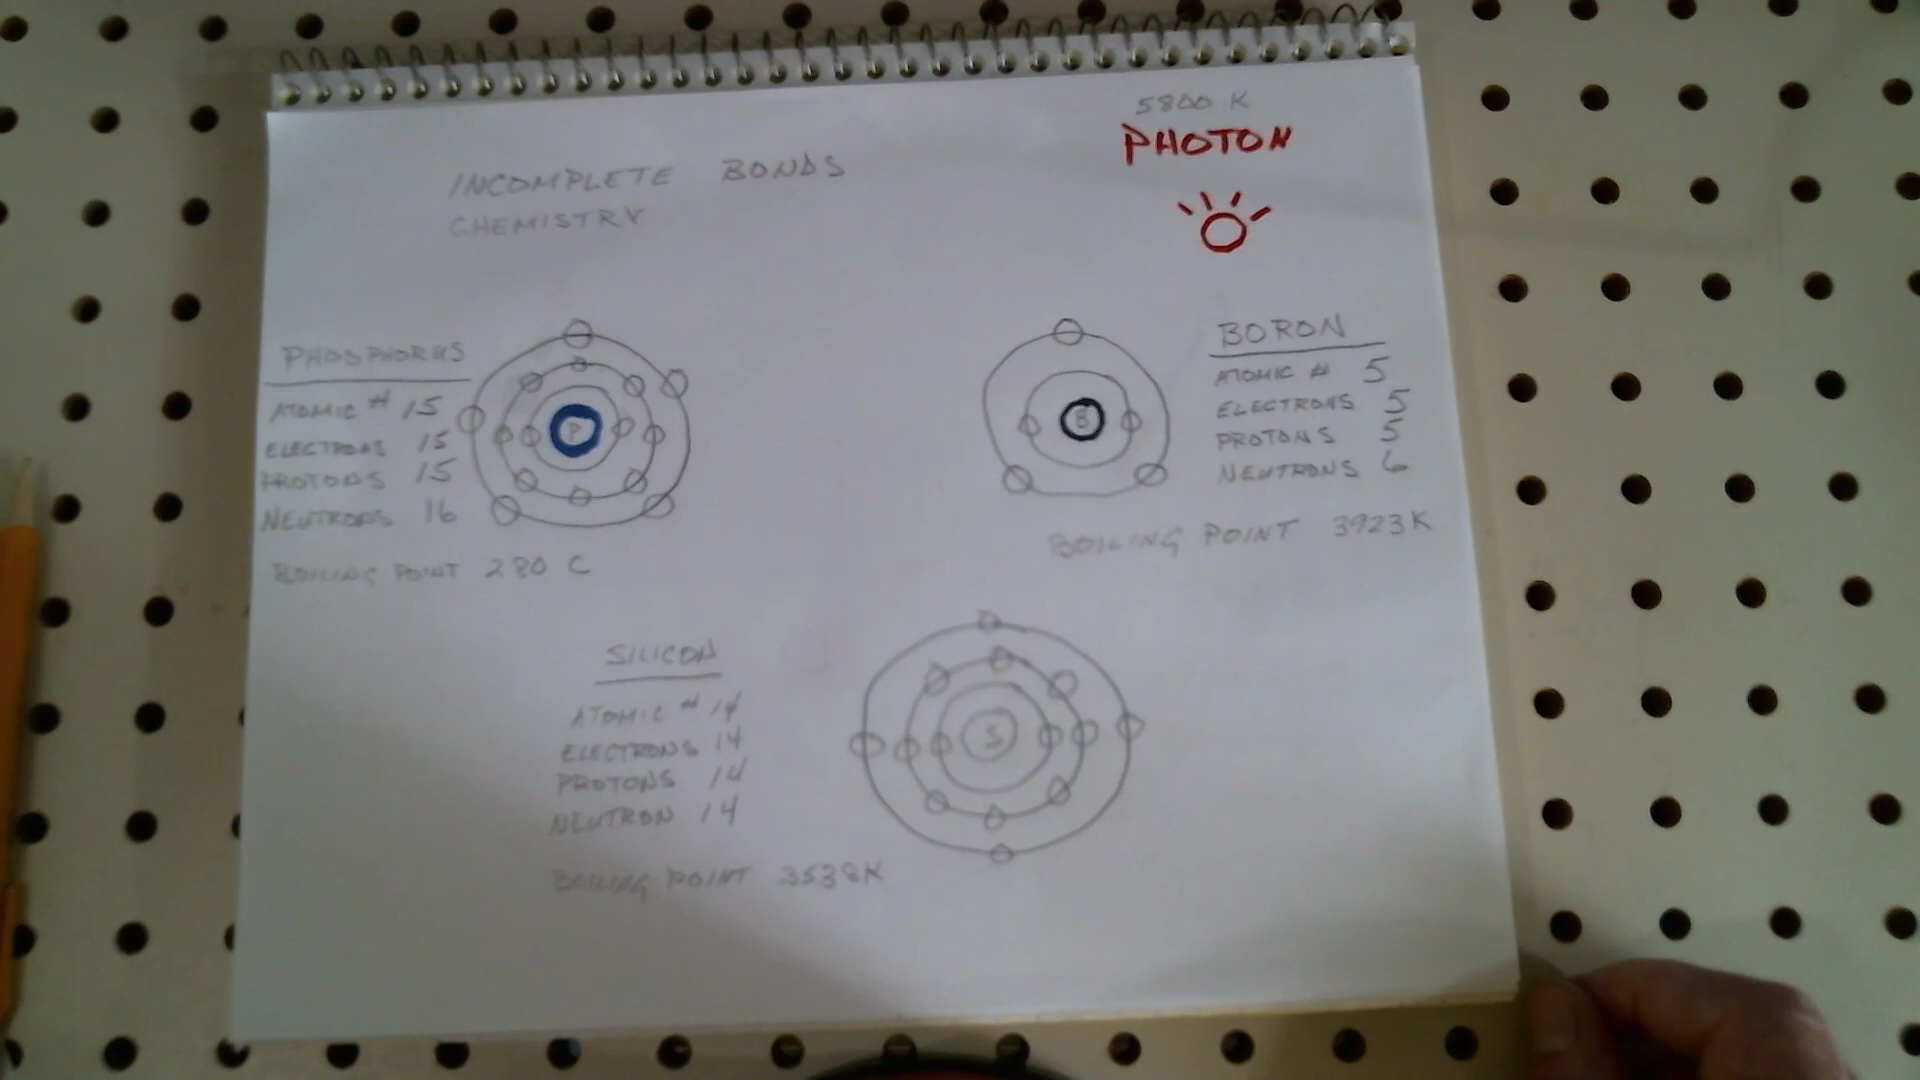 5800 K
PHOTON
INCOMPLETE BONDS
CHEMISTRY
PHOSPHORUS
ATOMIC # 15
ELECTRONS 15
PROTONS 15
NEUTRONS 16
BOILING POINT 280 C
P
B
BORON
ATOMIC # 5
ELECTRONS 5
PROTONS 5
NEUTRONS 6
BOILING POINT 3923K
SILICON
ATOMIC # 14
ELECTRONS 14
PROTONS 14
NEUTRON 14
BOILING POINT 3538K
S